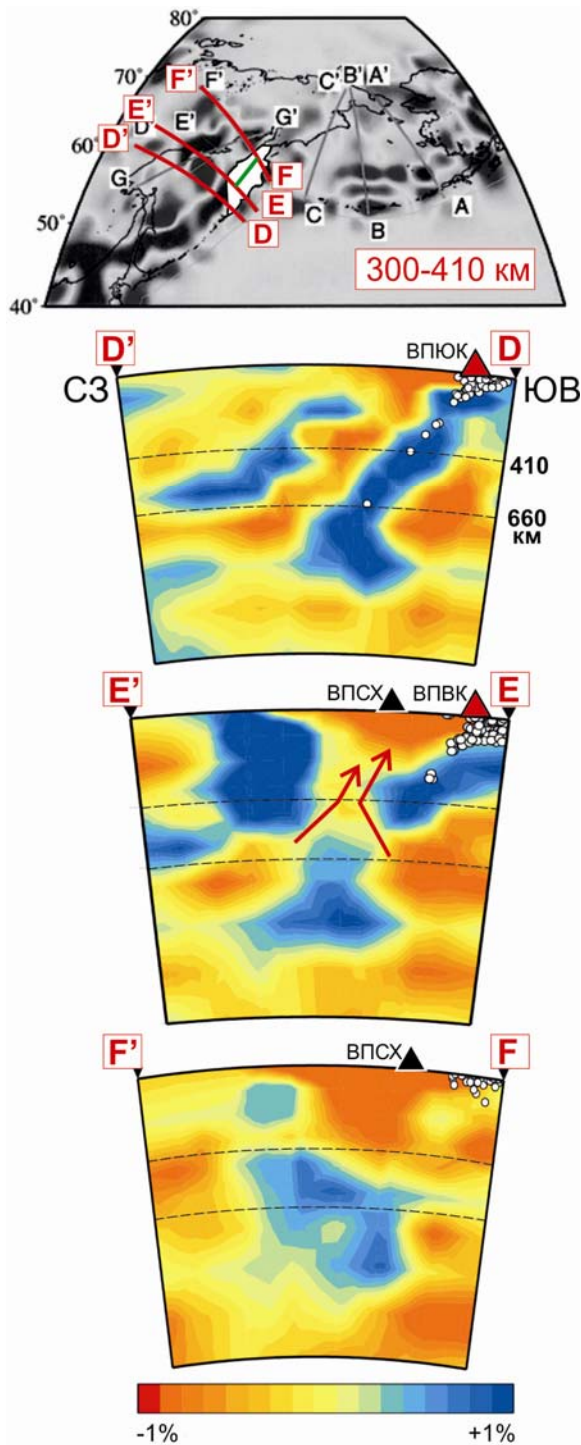 80°
70°
60°
50°
40°
F’
F’
C’
B’
A’
E’
D
E’
D’
G’
G
F
E
D
C
B
A
300-410 км
D’
ВПЮК
D
СЗ
ЮВ
410
660
км
E’
ВПСХ
ВПВК
E
F’
ВПСХ
F
-1%
+1%